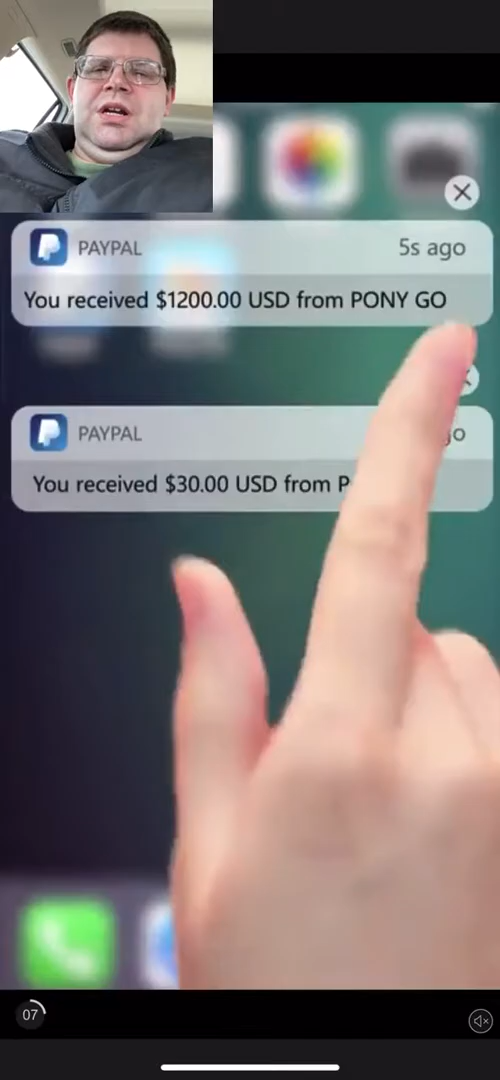 PAYPAL
5s ago
You received $1200.00 USD from PONY GO
PAYPAL
You received $30.00 USD from P
07